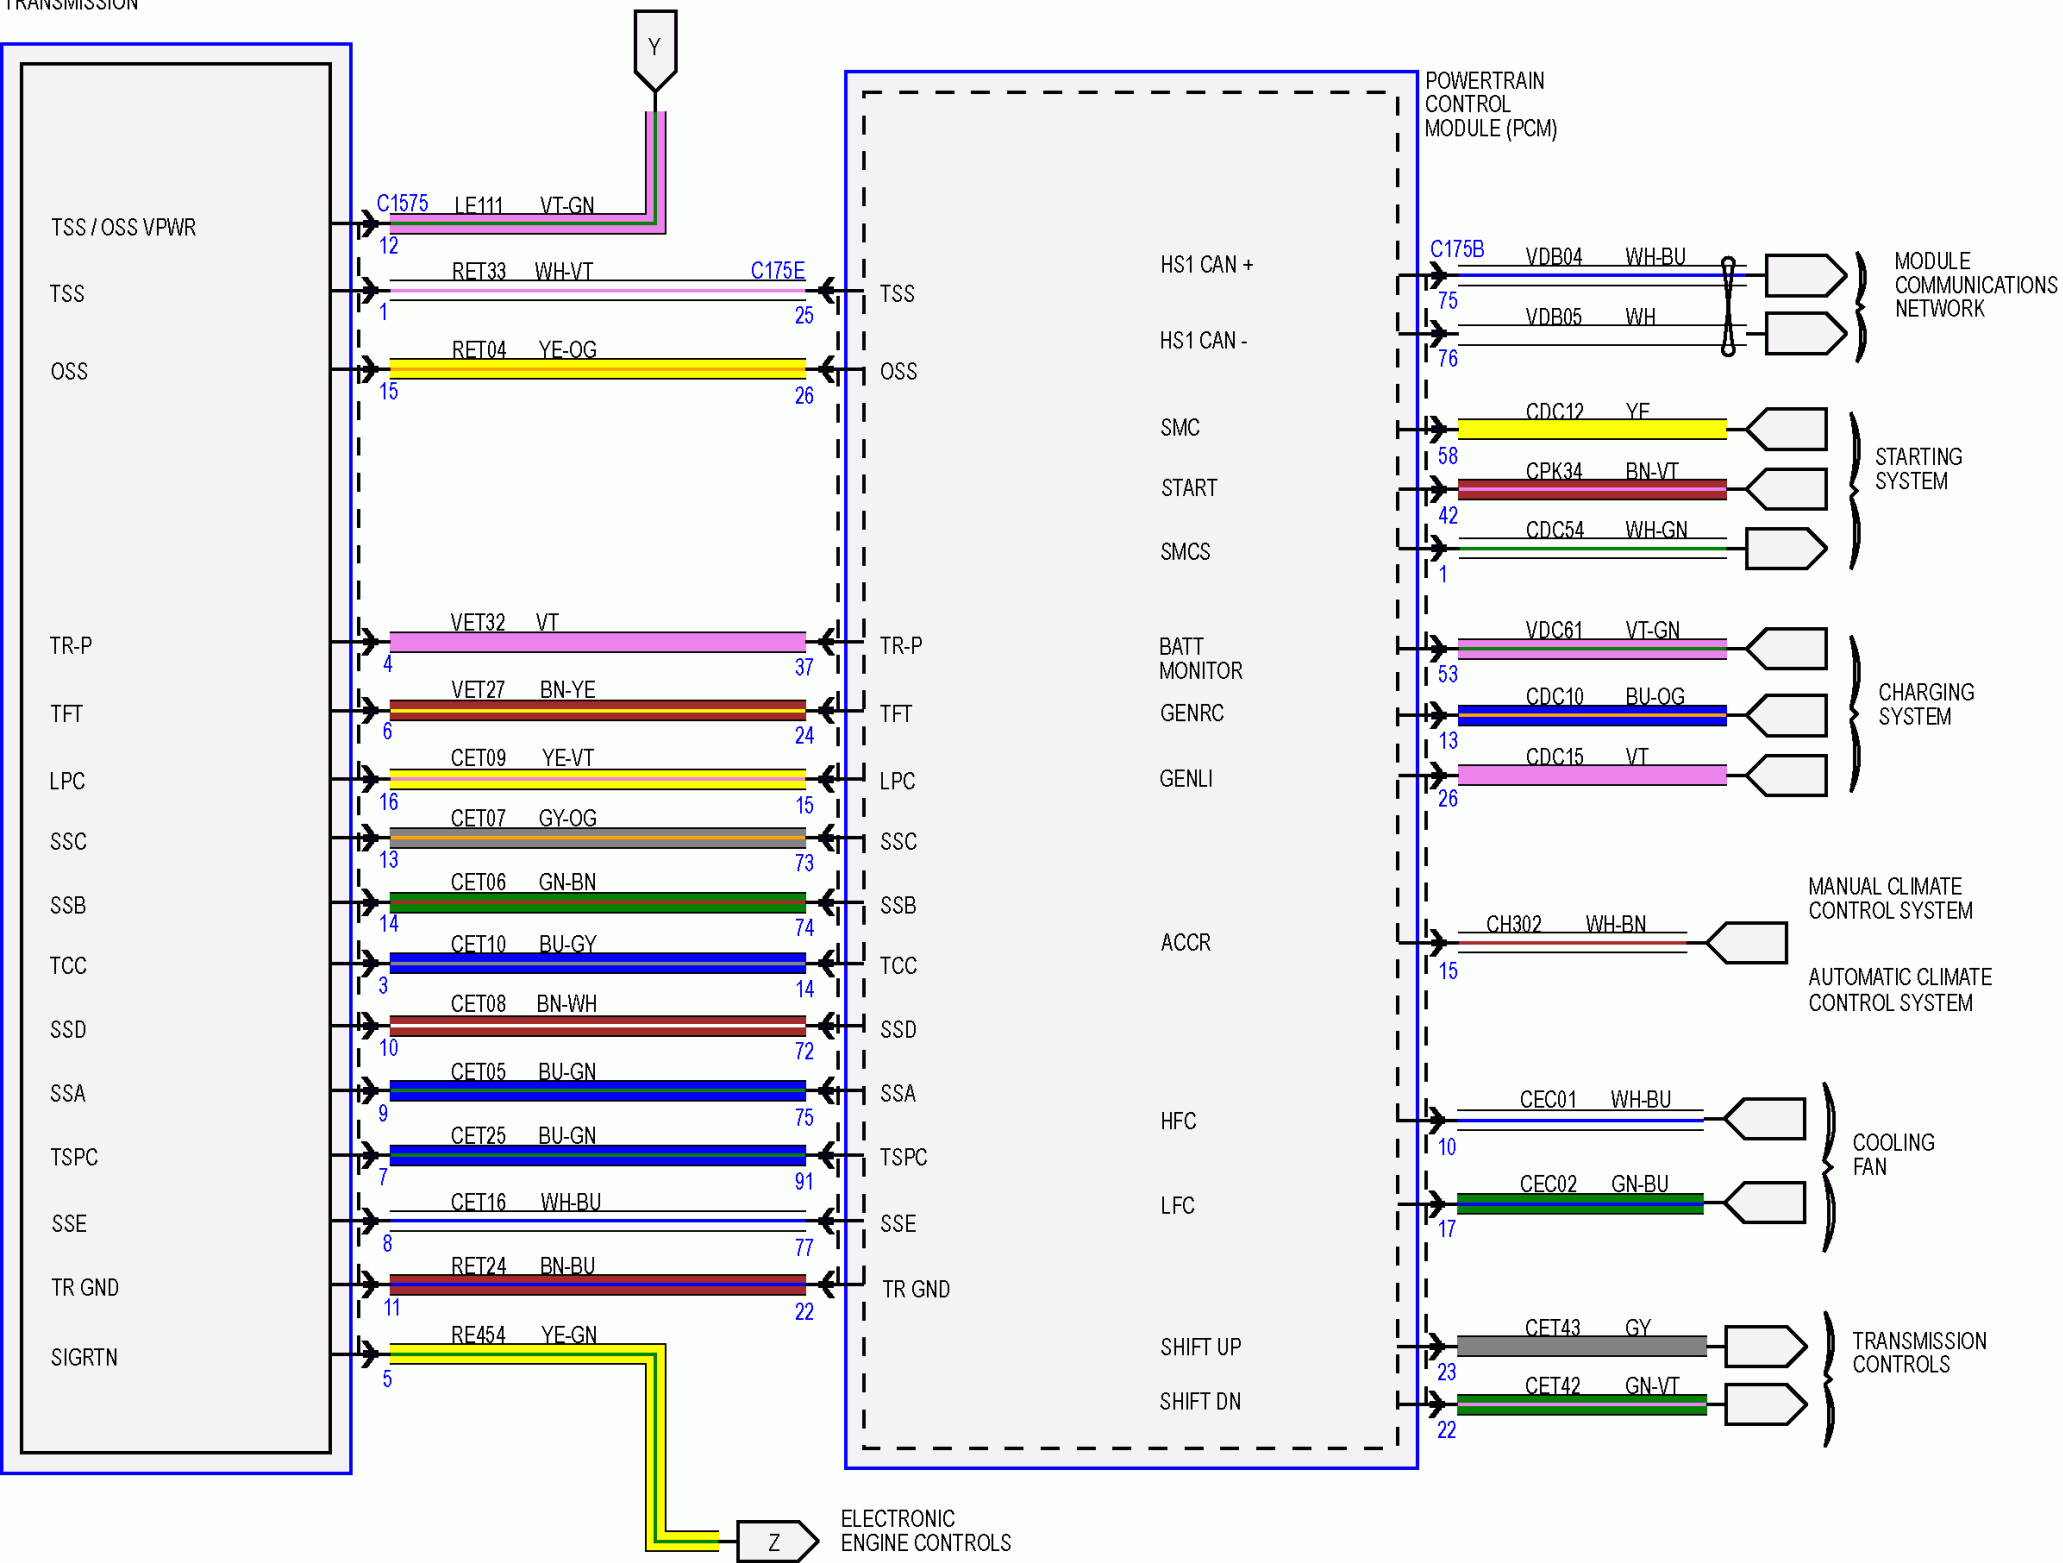 TRANSMISSION
Y
POWERTRAIN
CONTROL
MODULE (PCM)
TSS / OSS VPWR
C1575
12
LE111 VT-GN
TSS
1
RET33 WH-VT
C175E
25
TSS
OSS
15
RET04 YE-OG
26
OSS
TR-P
4
VET32 VT
37
TR-P
TFT
6
VET27 BN-YE
24
TFT
LPC
16
CET09 YE-VT
15
LPC
SSC
13
CET07 GY-OG
73
SSC
SSB
14
CET06 GN-BN
74
SSB
TCC
3
CET10 BU-GY
14
TCC
SSD
10
CET08 BN-WH
72
SSD
SSA
9
CET05 BU-GN
75
SSA
TSPC
7
CET25 BU-GN
91
TSPC
SSE
8
CET16 WH-BU
77
SSE
TR GND
11
RET24 BN-BU
22
TR GND
SIGRTN
5
RE454 YE-GN
Z
ELECTRONIC
ENGINE CONTROLS
HS1 CAN +
C175B
75
VDB04 WH-BU
HS1 CAN -
76
VDB05 WH
MODULE
COMMUNICATIONS
NETWORK
SMC
58
CDC12 YE
START
42
CPK34 BN-VT
SMCS
1
CDC54 WH-GN
STARTING
SYSTEM
BATT
MONITOR
53
VDC61 VT-GN
GENRC
13
CDC10 BU-OG
GENLI
26
CDC15 VT
CHARGING
SYSTEM
ACCR
15
CH302 WH-BN
MANUAL CLIMATE
CONTROL SYSTEM
AUTOMATIC CLIMATE
CONTROL SYSTEM
HFC
10
CEC01 WH-BU
LFC
17
CEC02 GN-BU
COOLING
FAN
SHIFT UP
23
CET43 GY
SHIFT DN
22
CET42 GN-VT
TRANSMISSION
CONTROLS